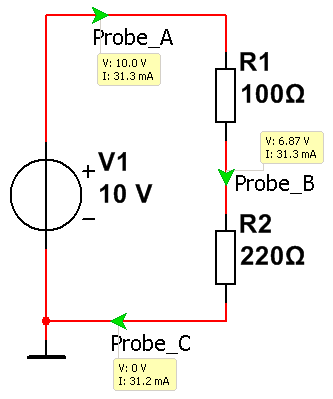 Probe_A
V: 10.0 V
I: 31.3 mA
R1
100Ω
V: 6.87 V
I: 31.3 mA
+ V1
10 V
−
Probe_B
R2
220Ω
Probe_C
V: 0 V
I: 31.2 mA